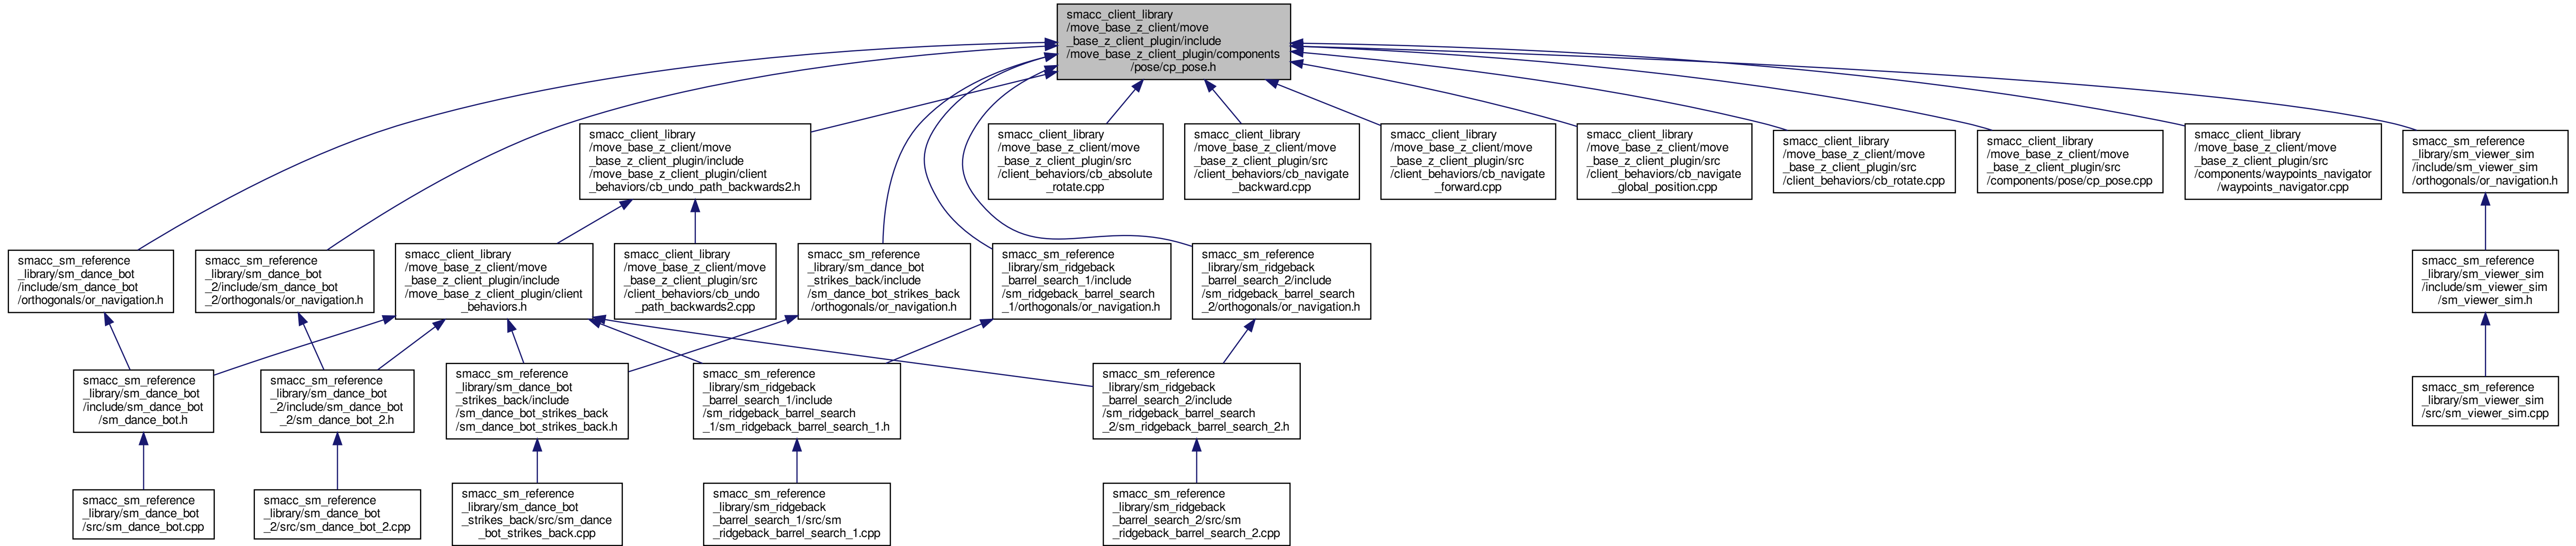 smacc_client_library
/move_base_z_client/move
_base_z_client_plugin/include
/move_base_z_client_plugin/components
/pose/cp_pose.h
smacc_client_library
/move_base_z_client/move
_base_z_client_plugin/include
/move_base_z_client_plugin/client
_behaviors/cb_undo_path_backwards2.h
smacc_client_library
/move_base_z_client/move
_base_z_client_plugin/src
/client_behaviors/cb_absolute
_rotate.cpp
smacc_client_library
/move_base_z_client/move
_base_z_client_plugin/src
/client_behaviors/cb_navigate
_backward.cpp
smacc_client_library
/move_base_z_client/move
_base_z_client_plugin/src
/client_behaviors/cb_navigate
_forward.cpp
smacc_client_library
/move_base_z_client/move
_base_z_client_plugin/src
/client_behaviors/cb_navigate
_global_position.cpp
smacc_client_library
/move_base_z_client/move
_base_z_client_plugin/src
/client_behaviors/cb_rotate.cpp
smacc_client_library
/move_base_z_client/move
_base_z_client_plugin/src
/components/pose/cp_pose.cpp
smacc_client_library
/move_base_z_client/move
_base_z_client_plugin/src
/components/waypoints_navigator
/waypoints_navigator.cpp
smacc_sm_reference
_library/sm_viewer_sim
/include/sm_viewer_sim
/orthogonals/or_navigation.h
smacc_sm_reference
_library/sm_dance_bot
/include/sm_dance_bot
/orthogonals/or_navigation.h
smacc_sm_reference
_library/sm_dance_bot
_2/include/sm_dance_bot
_2/orthogonals/or_navigation.h
smacc_client_library
/move_base_z_client/move
_base_z_client_plugin/include
/move_base_z_client_plugin/client
_behaviors.h
smacc_client_library
/move_base_z_client/move
_base_z_client_plugin/src
/client_behaviors/cb_undo
_path_backwards2.cpp
smacc_sm_reference
_library/sm_dance_bot
_strikes_back/include
/sm_dance_bot_strikes_back
/orthogonals/or_navigation.h
smacc_sm_reference
_library/sm_ridgeback
_barrel_search_1/include
/sm_ridgeback_barrel_search
_1/orthogonals/or_navigation.h
smacc_sm_reference
_library/sm_ridgeback
_barrel_search_2/include
/sm_ridgeback_barrel_search
_2/orthogonals/or_navigation.h
smacc_sm_reference
_library/sm_viewer_sim
/include/sm_viewer_sim
/sm_viewer_sim.h
smacc_sm_reference
_library/sm_dance_bot
/include/sm_dance_bot
/sm_dance_bot.h
smacc_sm_reference
_library/sm_dance_bot
_2/include/sm_dance_bot
_2/sm_dance_bot_2.h
smacc_sm_reference
_library/sm_dance_bot
_strikes_back/include
/sm_dance_bot_strikes_back
/sm_dance_bot_strikes_back.h
smacc_sm_reference
_library/sm_ridgeback
_barrel_search_1/include
/sm_ridgeback_barrel_search
_1/sm_ridgeback_barrel_search_1.h
smacc_sm_reference
_library/sm_ridgeback
_barrel_search_2/include
/sm_ridgeback_barrel_search
_2/sm_ridgeback_barrel_search_2.h
smacc_sm_reference
_library/sm_viewer_sim
/src/sm_viewer_sim.cpp
smacc_sm_reference
_library/sm_dance_bot
/src/sm_dance_bot.cpp
smacc_sm_reference
_library/sm_dance_bot
_2/src/sm_dance_bot_2.cpp
smacc_sm_reference
_library/sm_dance_bot
_strikes_back/src/sm_dance
_bot_strikes_back.cpp
smacc_sm_reference
_library/sm_ridgeback
_barrel_search_1/src/sm
_ridgeback_barrel_search_1.cpp
smacc_sm_reference
_library/sm_ridgeback
_barrel_search_2/src/sm
_ridgeback_barrel_search_2.cpp